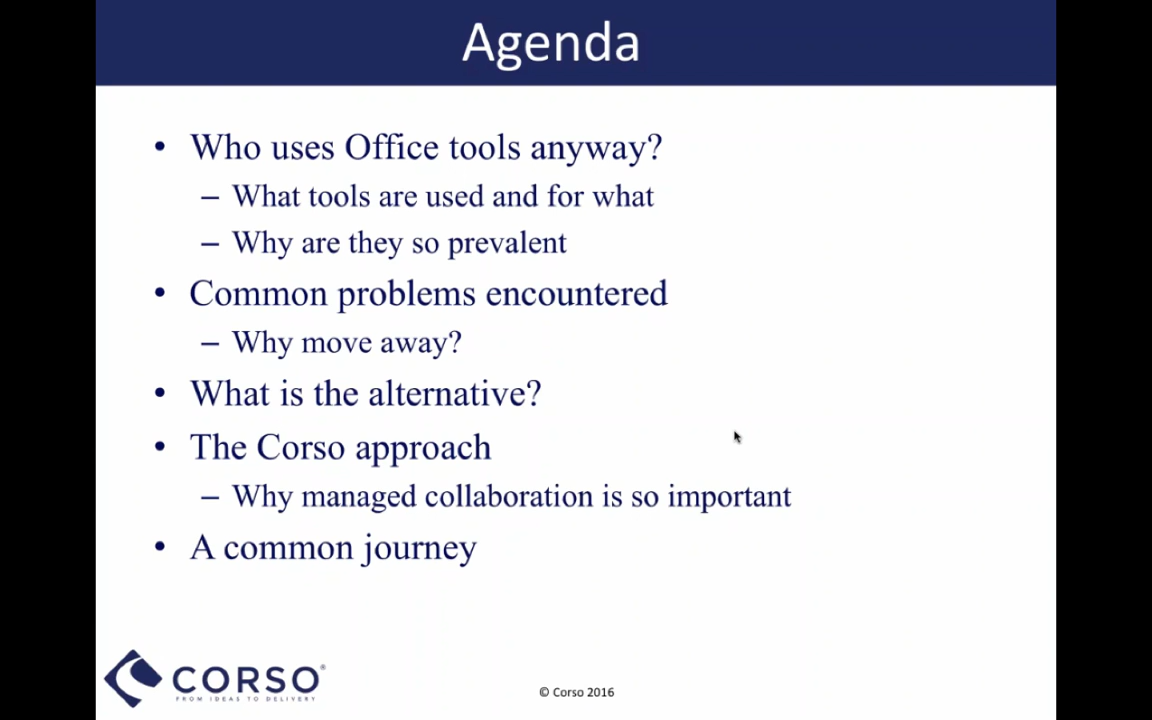 Agenda
• Who uses Office tools anyway?
– What tools are used and for what
– Why are they so prevalent
• Common problems encountered
– Why move away?
• What is the alternative?
• The Corso approach
– Why managed collaboration is so important
• A common journey
CORSO®
FROM IDEAS TO DELIVERY
© Corso 2016